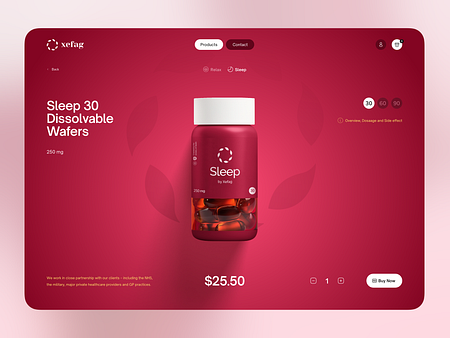 xefag
Products
Contact
Back
Relax
Sleep
Sleep 30
Dissolvable
Wafers
250 mg
30
60
90
Overview, Dosage and Side effect
Sleep
by xefag
250 mg
30
We work in close partnership with our clients – including the NHS,
the military, major private healthcare providers and GP practices.
$25.50
1
Buy Now